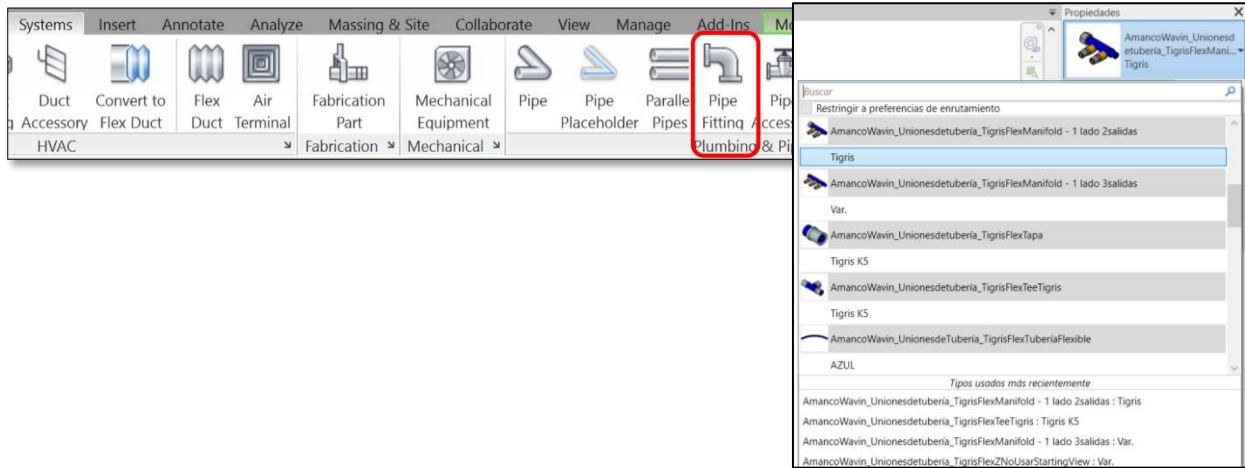 Systems Insert Annotate Analyze Massing & Site Collaborate View Manage Add-Ins
Duct Accessory
Convert to Flex Duct
Flex Duct
Air Terminal
Fabrication Part
Mechanical Equipment
Pipe
Pipe Placeholder
Parallel Pipes
Pipe Fitting
HVAC
Fabrication
Mechanical
Plumbing &
Propiedades
AmancoWavin_Unionesd
etubería_TigrisFlexMani...
Tigris
Buscar
Restringir a preferencias de enrutamiento
AmancoWavin_Unionesdetubería_TigrisFlexManifold - 1 lado 2salidas
Tigris
AmancoWavin_Unionesdetubería_TigrisFlexManifold - 1 lado 3salidas
Var.
AmancoWavin_Unionesdetubería_TigrisFlexTapa
Tigris K5
AmancoWavin_Unionesdetubería_TigrisFlexTeeTigris
Tigris K5
AmancoWavin_UnionesdeTubería_TigrisFlexTuberíaFlexible
AZUL
Tipos usados más recientemente
AmancoWavin_Unionesdetubería_TigrisFlexManifold - 1 lado 2salidas : Tigris
AmancoWavin_Unionesdetubería_TigrisFlexTeeTigris : Tigris K5
AmancoWavin_Unionesdetubería_TigrisFlexManifold - 1 lado 3salidas : Var.
AmancoWavin_Unionesdetubería_TigrisFlexZNoUsarStartingView : Var.